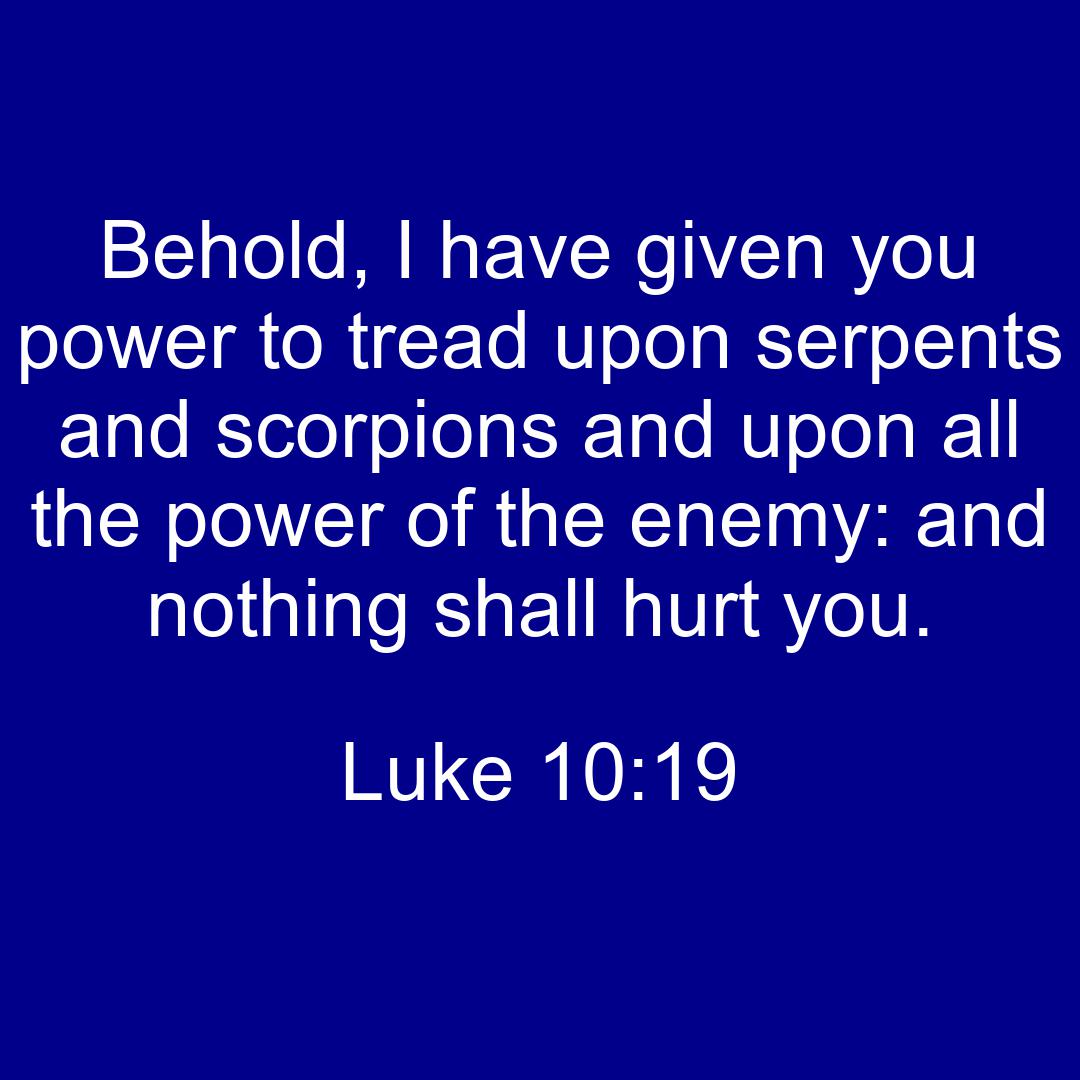 Behold, I have given you
power to tread upon serpents
and scorpions and upon all
the power of the enemy: and
nothing shall hurt you.
Luke 10:19